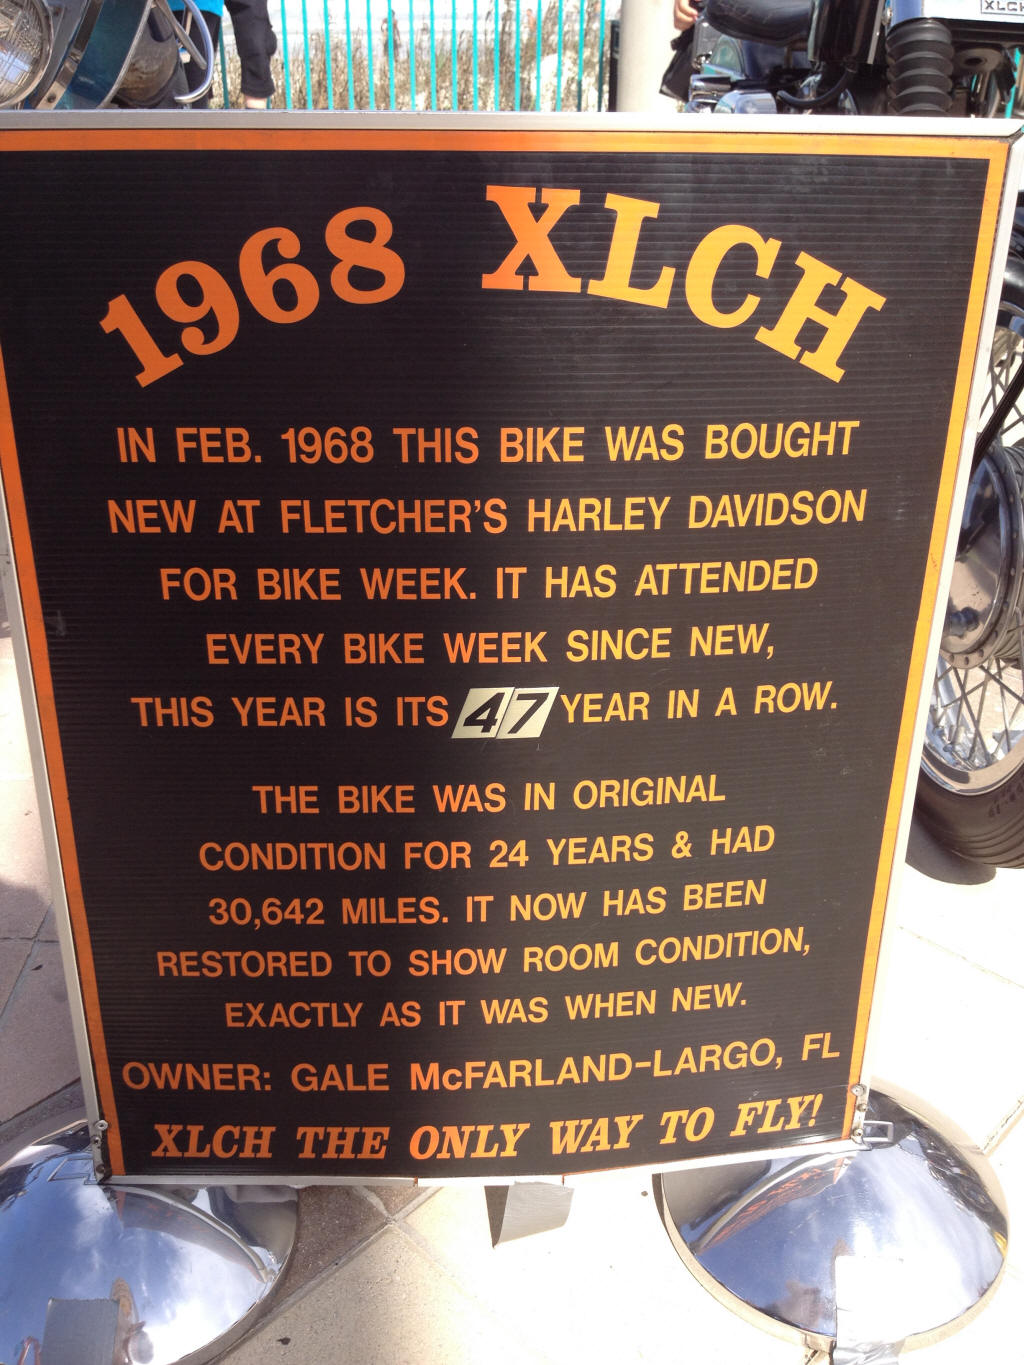 XLCH
1968 XLCH
IN FEB. 1968 THIS BIKE WAS BOUGHT
NEW AT FLETCHER'S HARLEY DAVIDSON
FOR BIKE WEEK. IT HAS ATTENDED
EVERY BIKE WEEK SINCE NEW,
THIS YEAR IS ITS 47 YEAR IN A ROW.
THE BIKE WAS IN ORIGINAL
CONDITION FOR 24 YEARS & HAD
30,642 MILES. IT NOW HAS BEEN
RESTORED TO SHOW ROOM CONDITION,
EXACTLY AS IT WAS WHEN NEW.
OWNER: GALE McFARLAND-LARGO, FL
XLCH THE ONLY WAY TO FLY!